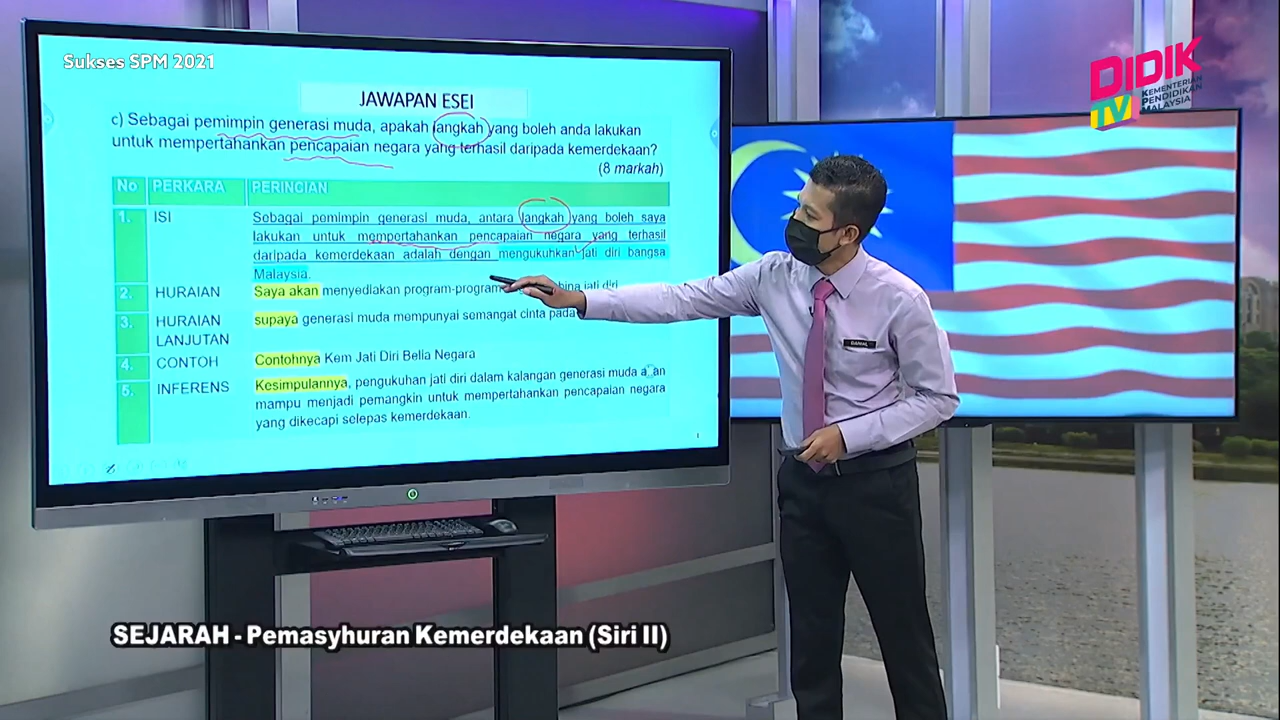 Sukses SPM 2021
DIDIK
TV
KEMENTERIAN
PENDIDIKAN
MALAYSIA
JAWAPAN ESEI
c) Sebagai pemimpin generasi muda, apakah langkah yang boleh anda lakukan
untuk mempertahankan pencapaian negara yang terhasil daripada kemerdekaan?
(8 markah)
No PERKARA PERINCIAN
1. ISI Sebagai pemimpin generasi muda, antara langkah yang boleh saya
lakukan untuk mempertahankan pencapaian negara yang terhasil
daripada kemerdekaan adalah dengan mengukuhkan jati diri bangsa
Malaysia.
2. HURAIAN Saya akan menyediakan program-program jati diri
3. HURAIAN LANJUTAN supaya generasi muda mempunyai semangat cinta pada
4. CONTOH Contohnya Kem Jati Diri Bella Negara
5. INFERENS Kesimpulannya, pengukuhan jati diri dalam kalangan generasi muda akan
mampu menjadi pemangkin untuk mempertahankan pencapaian negara
yang dikecapi selepas kemerdekaan.
SEJARAH - Pemasyhuran Kemerdekaan (Siri II)